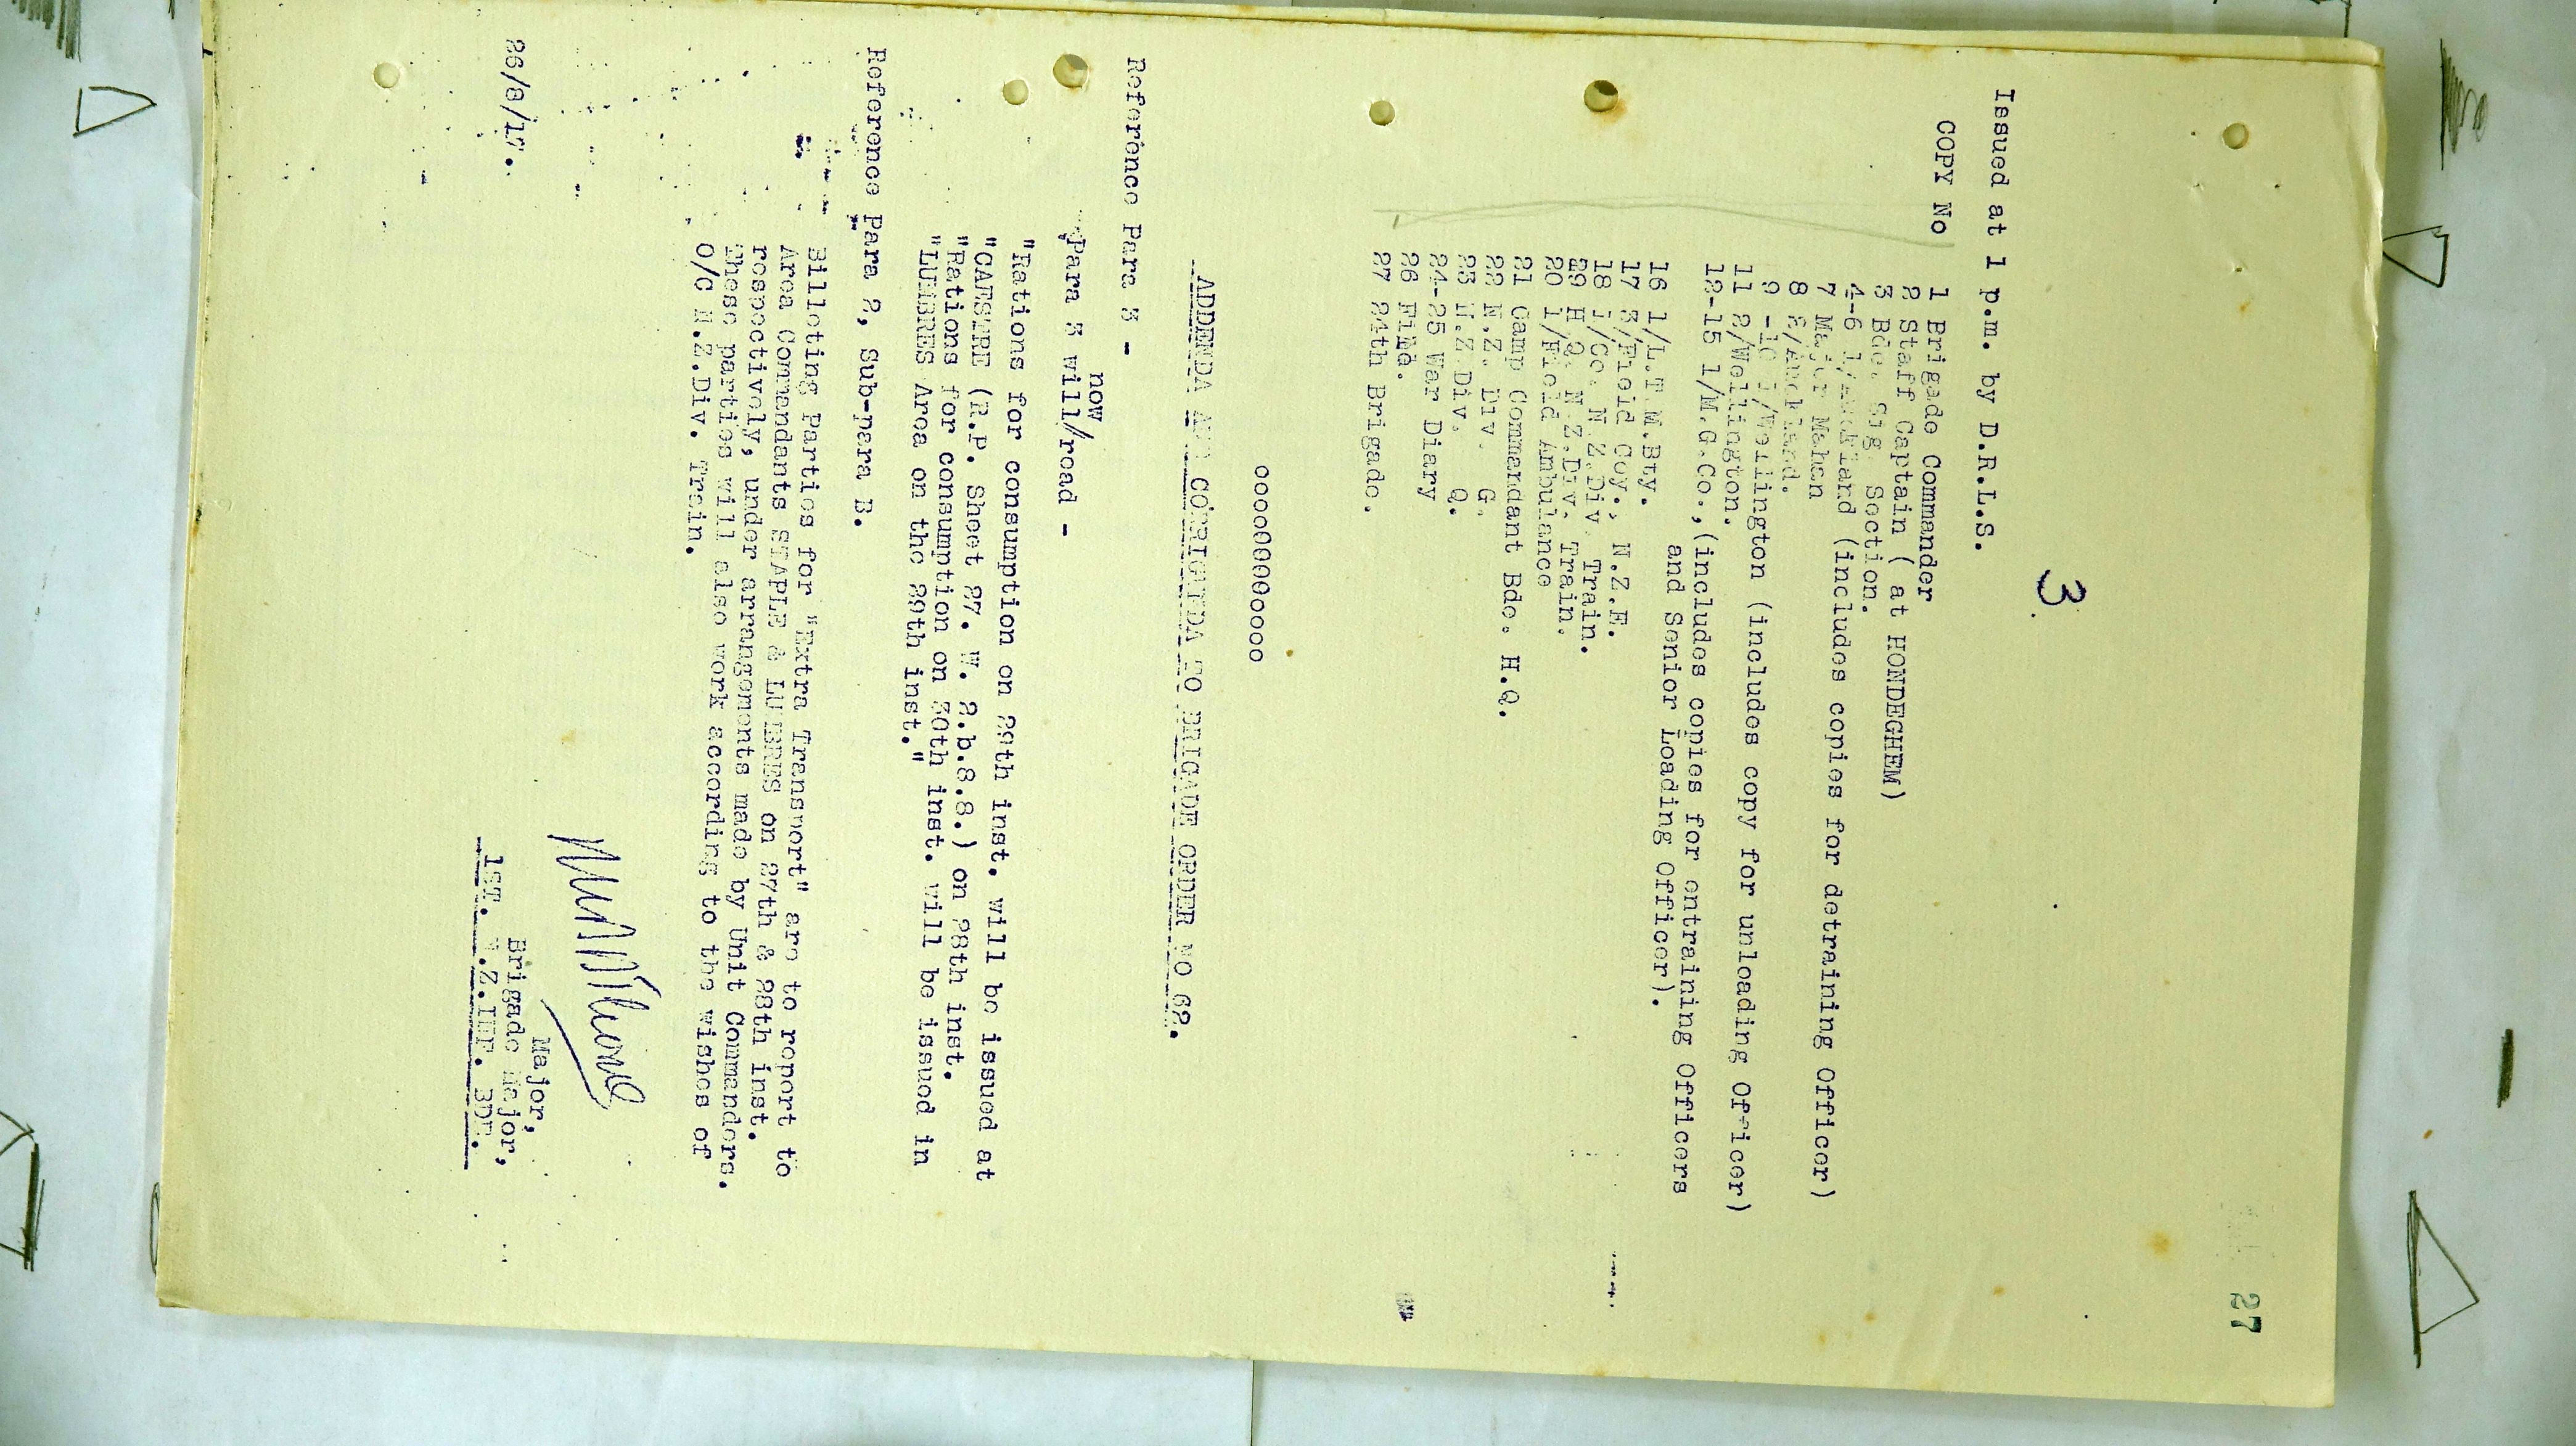 27
3.
Issued at 1 p.m. by D.R.L.S.
COPY No 1 Brigade Commander
2 Staff Captain ( at HONDEGHEM)
3 Bde. Sig. Section.
4-6 1/Auckland (includes copies for detraining Officer)
7 Major Mahan
8 2/Auckland.
9 -10 1/Wellington (includes copy for unloading Officer)
11 2/Wellington.
12-15 1/M.G.Co.,(includes copies for entraining Officers
and Senior Loading Officer).
16 1/L.T.M.Bty.
17 3/Field Coy., N.Z.E.
18 1/Co. N.Z.Div. Train.
29 H.Q. N.Z.Div. Train.
20 1/Field Ambulance
21 Camp Commandant Bde. H.Q.
22 N.Z. Div. G.
23 N.Z.Div. Q.
24-25 War Diary
26 File.
27 24th Brigade.
oooo00000oooo
ADDENDA AND CORRIGENDA TO BRIGADE ORDER NO 62.
Reference Para 3 -
now
Para 3 will/read -
"Rations for consumption on 29th inst. will be issued at
"CAESTRE (R.P. Sheet 27. W. 2.b.8.8.) on 28th inst.
"Rations for consumption on 30th inst. will be issued in
"LUMBRES Area on the 29th inst."
Reference Para 2, Sub-para B.
Billeting Parties for "Extra Transport" are to report to
Area Commandants STAPLE & LUMBRES on 27th & 28th inst.
respectively, under arrangements made by Unit Commanders.
These parties will also work according to the wishes of
O/C N.Z.Div. Train.
Major,
Brigade Major,
26/8/17.
1ST. N.Z.INF. BDE.